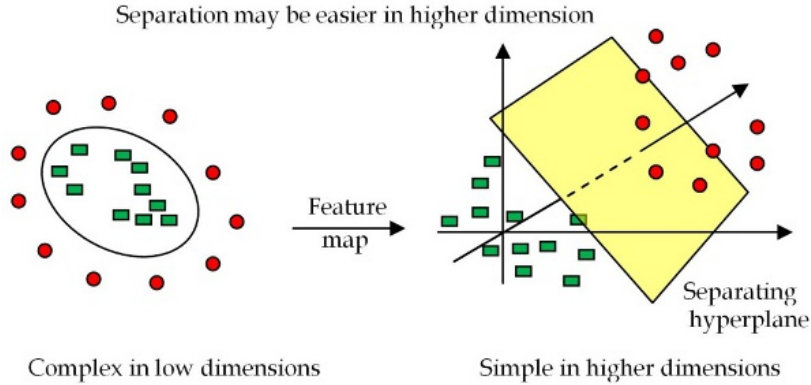 Separation may be easier in higher dimension
Feature
map
Separating
hyperplane
Complex in low dimensions
Simple in higher dimensions